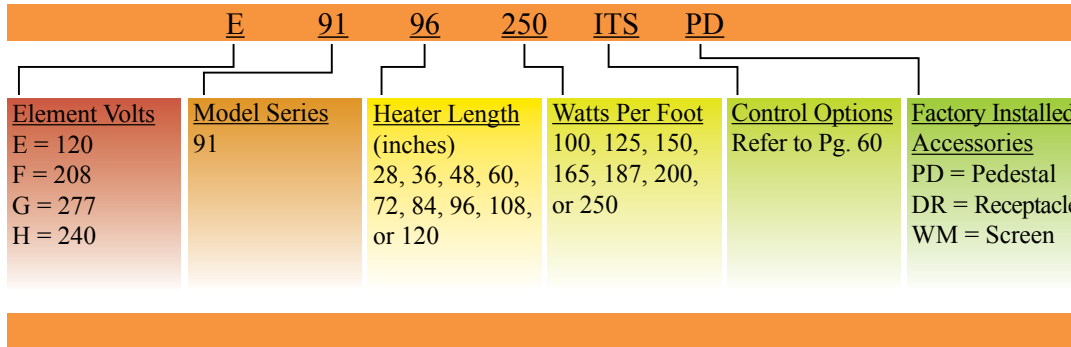 E 91 96 250 ITS PD
Element Volts
E = 120
F = 208
G = 277
H = 240
Model Series
91
Heater Length
(inches)
28, 36, 48, 60,
72, 84, 96, 108,
or 120
Watts Per Foot
100, 125, 150,
165, 187, 200,
or 250
Control Options
Refer to Pg. 60
Factory Installed
Accessories
PD = Pedestal
DR = Receptacle
WM = Screen